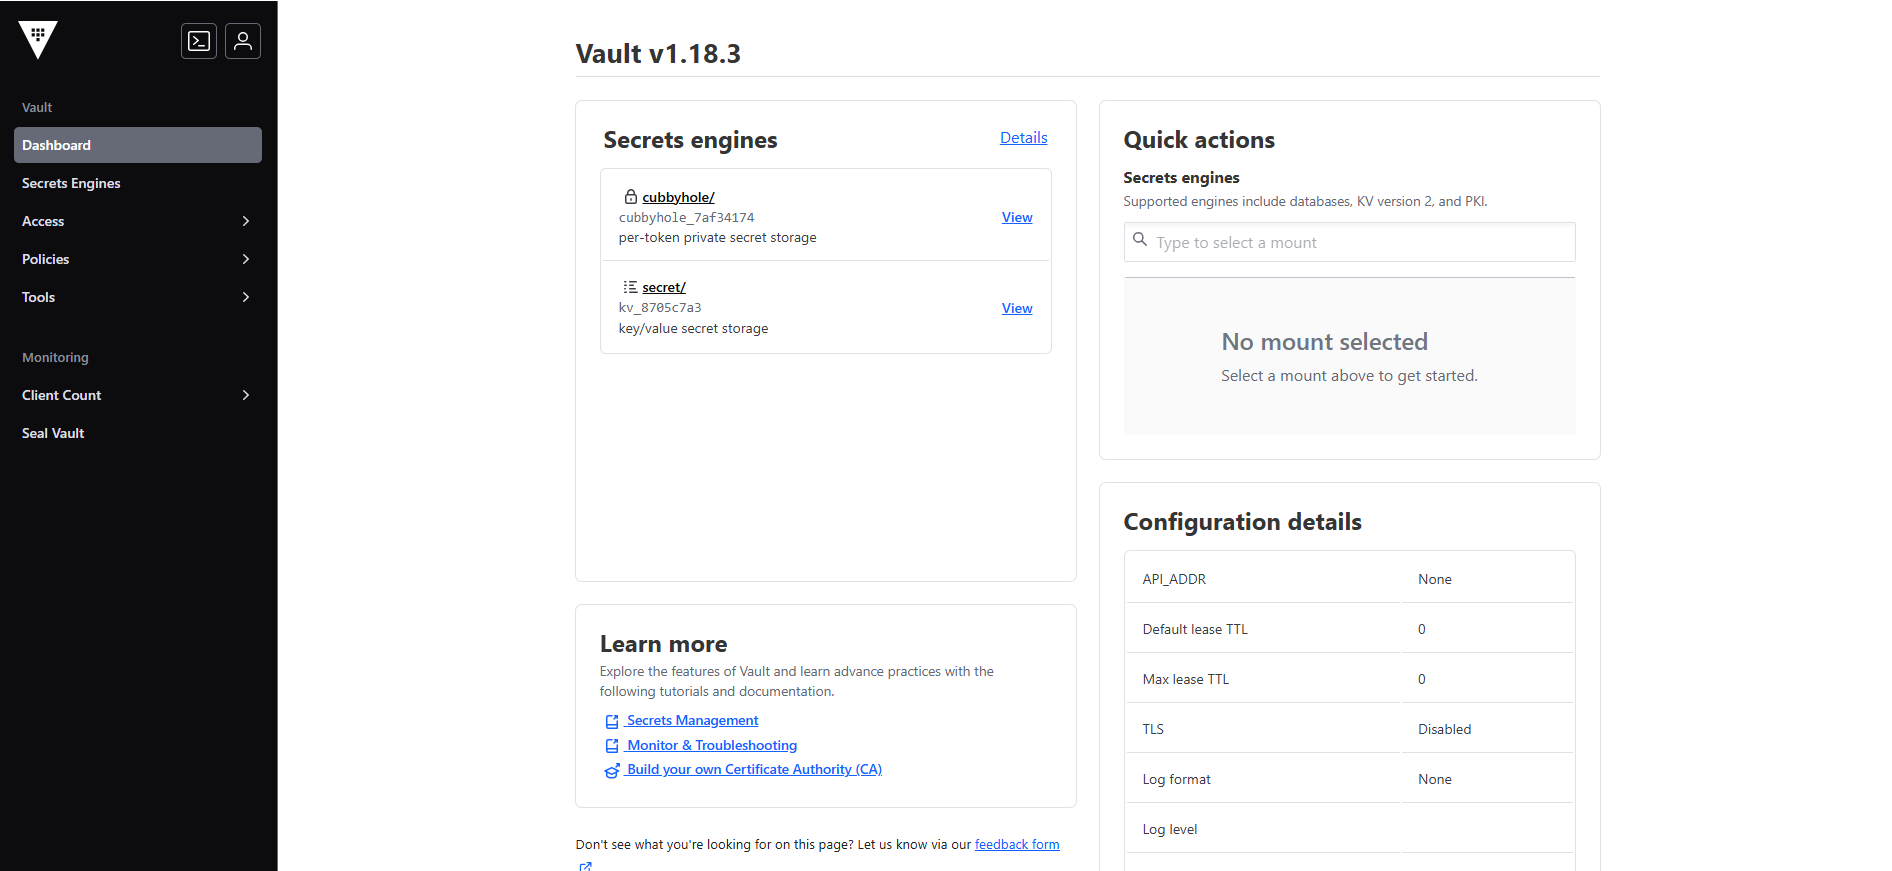 Vault
Dashboard
Secrets Engines
Access
Policies
Tools
Monitoring
Client Count
Seal Vault
Vault v1.18.3
Secrets engines
Details
cubbyhole/
cubbyhole_7af34174
View
per-token private secret storage
secret/
kv_8705c7a3
View
key/value secret storage
Learn more
Explore the features of Vault and learn advance practices with the
following tutorials and documentation.
Secrets Management
Monitor & Troubleshooting
Build your own Certificate Authority (CA)
Don't see what you're looking for on this page? Let us know via our feedback form
Quick actions
Secrets engines
Supported engines include databases, KV version 2, and PKI.
Type to select a mount
No mount selected
Select a mount above to get started.
Configuration details
API_ADDR None
Default lease TTL 0
Max lease TTL 0
TLS Disabled
Log format None
Log level